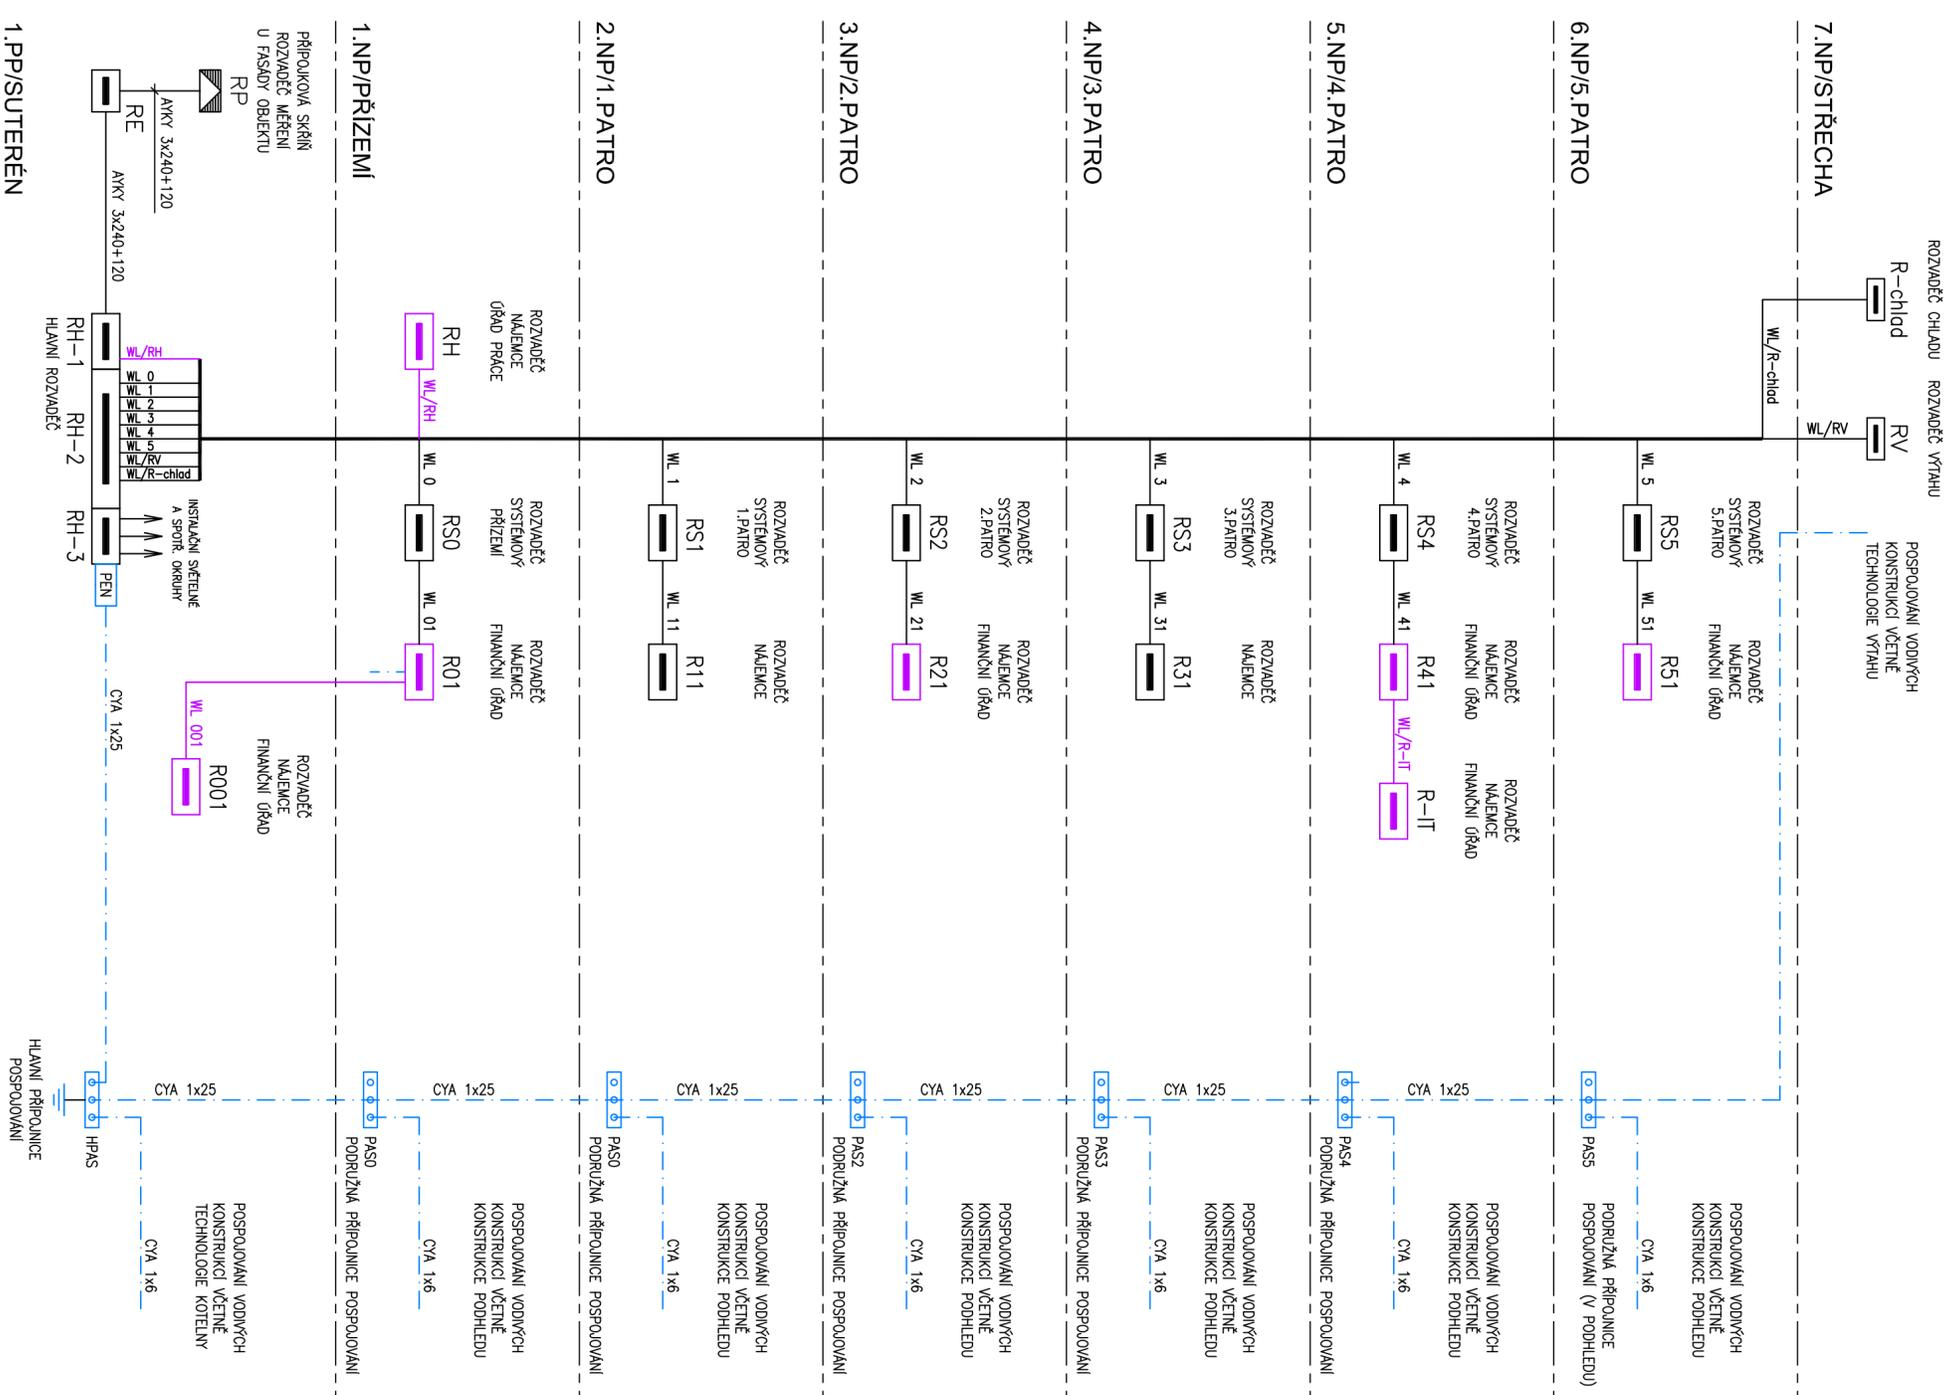 ROZVADĚČ CHLADU
R-chlad
WL/R-chlad
ROZVADĚČ VÝTAHU
RV
WL/RV
POSPOJOVÁNÍ VODIVÝCH
KONSTRUKCÍ VČETNĚ
TECHNOLOGIE VÝTAHU
7.NP/STŘECHA
6.NP/5.PATRO
WL 5
ROZVADĚČ
SYSTÉMOVÝ
5.PATRO
RS5
WL 51
ROZVADĚČ
NÁJEMCE
FINANČNÍ ÚŘAD
R51
POSPOJOVÁNÍ VODIVÝCH
KONSTRUKCÍ VČETNĚ
KONSTRUKCE PODHLEDU
CYA 1x6
PAS5
PODRUŽNÁ PŘÍPOJNICE
POSPOJOVÁNÍ (V PODHLEDU)
CYA 1x25
5.NP/4.PATRO
WL 4
ROZVADĚČ
SYSTÉMOVÝ
4.PATRO
RS4
WL 41
ROZVADĚČ
NÁJEMCE
FINANČNÍ ÚŘAD
R41
WL/R-IT
ROZVADĚČ
NÁJEMCE
FINANČNÍ ÚŘAD
R-IT
POSPOJOVÁNÍ VODIVÝCH
KONSTRUKCÍ VČETNĚ
KONSTRUKCE PODHLEDU
CYA 1x6
PAS4
PODRUŽNÁ PŘÍPOJNICE POSPOJOVÁNÍ
CYA 1x25
4.NP/3.PATRO
WL 3
ROZVADĚČ
SYSTÉMOVÝ
3.PATRO
RS3
WL 31
ROZVADĚČ
NÁJEMCE
R31
POSPOJOVÁNÍ VODIVÝCH
KONSTRUKCÍ VČETNĚ
KONSTRUKCE PODHLEDU
CYA 1x6
PAS3
PODRUŽNÁ PŘÍPOJNICE POSPOJOVÁNÍ
CYA 1x25
3.NP/2.PATRO
WL 2
ROZVADĚČ
SYSTÉMOVÝ
2.PATRO
RS2
WL 21
ROZVADĚČ
NÁJEMCE
FINANČNÍ ÚŘAD
R21
POSPOJOVÁNÍ VODIVÝCH
KONSTRUKCÍ VČETNĚ
KONSTRUKCE PODHLEDU
CYA 1x6
PAS2
PODRUŽNÁ PŘÍPOJNICE POSPOJOVÁNÍ
CYA 1x25
2.NP/1.PATRO
WL 1
ROZVADĚČ
SYSTÉMOVÝ
1.PATRO
RS1
WL 11
ROZVADĚČ
NÁJEMCE
R11
POSPOJOVÁNÍ VODIVÝCH
KONSTRUKCÍ VČETNĚ
KONSTRUKCE PODHLEDU
CYA 1x6
PAS0
PODRUŽNÁ PŘÍPOJNICE POSPOJOVÁNÍ
CYA 1x25
1.NP/PŘÍZEMÍ
ROZVADĚČ
NÁJEMCE
ÚŘAD PRÁCE
RH
WL/RH
WL 0
ROZVADĚČ
SYSTÉMOVÝ
PŘÍZEMÍ
RS0
WL 01
ROZVADĚČ
NÁJEMCE
FINANČNÍ ÚŘAD
R01
POSPOJOVÁNÍ VODIVÝCH
KONSTRUKCÍ VČETNĚ
KONSTRUKCE PODHLEDU
CYA 1x6
PAS0
PODRUŽNÁ PŘÍPOJNICE POSPOJOVÁNÍ
CYA 1x25
PŘÍPOJKOVÁ SKŘÍŇ
ROZVADĚČ MĚŘENÍ
U FASÁDY OBJEKTU
RP
AYKY 3x240+120
RE
AYKY 3x240+120
WL/RH
WL 0
WL 1
WL 2
WL 3
WL 4
WL 5
WL/RV
WL/R-chlad
RH-1
RH-2
RH-3
HLAVNÍ ROZVADĚČ
INSTALAČNÍ SVĚTELNÉ
A SPOTŘ. OKRUHY
PEN
CYA 1x25
WL 001
ROZVADĚČ
NÁJEMCE
FINANČNÍ ÚŘAD
R001
POSPOJOVÁNÍ VODIVÝCH
KONSTRUKCÍ VČETNĚ
TECHNOLOGIE KOTELNY
CYA 1x6
HPAS
HLAVNÍ PŘÍPOJNICE
POSPOJOVÁNÍ
1.PP/SUTERÉN